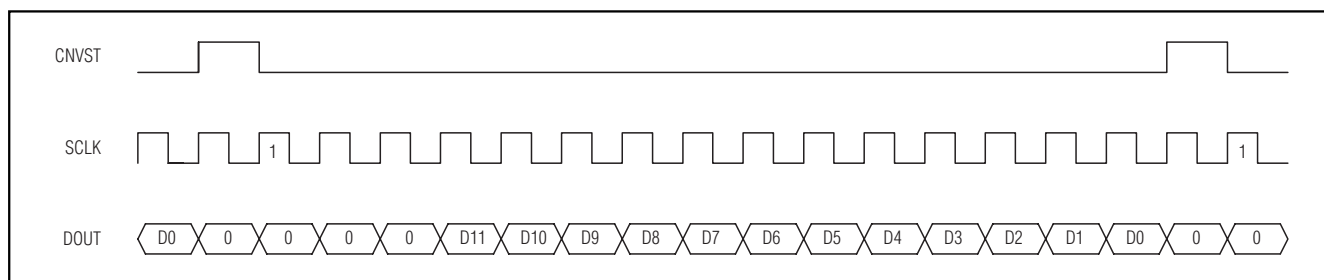 CNVST
SCLK 1 1
DOUT D0 0 0 0 0 D11 D10 D9 D8 D7 D6 D5 D4 D3 D2 D1 D0 0 0